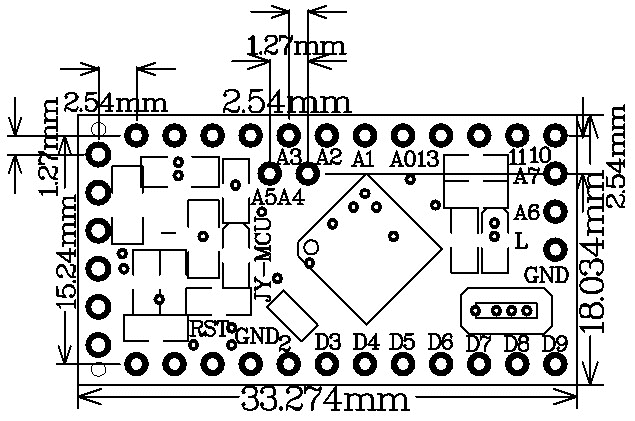 1.27mm
2.54mm
2.54mm
1.27mm
2.54mm
A3 A2 A1 A0 13 11 10
A7
A5 A4
A6
L
JY-MCU
15.24mm
18.034mm
GND
RST GND 2 D3 D4 D5 D6 D7 D8 D9
33.274mm